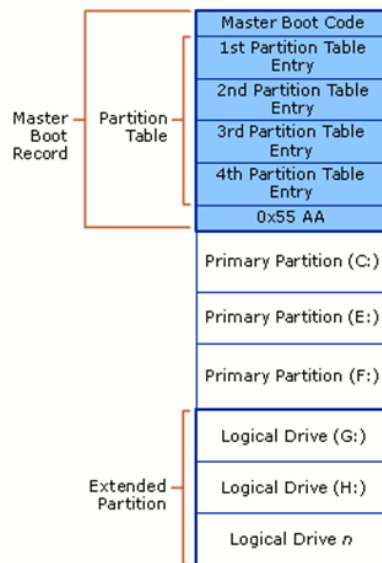 Master Boot Code
1st Partition Table
Entry
2nd Partition Table
Entry
3rd Partition Table
Entry
4th Partition Table
Entry
0x55 AA
Master
Boot
Record
Partition
Table
Primary Partition (C:)
Primary Partition (E:)
Primary Partition (F:)
Extended
Partition
Logical Drive (G:)
Logical Drive (H:)
Logical Drive n